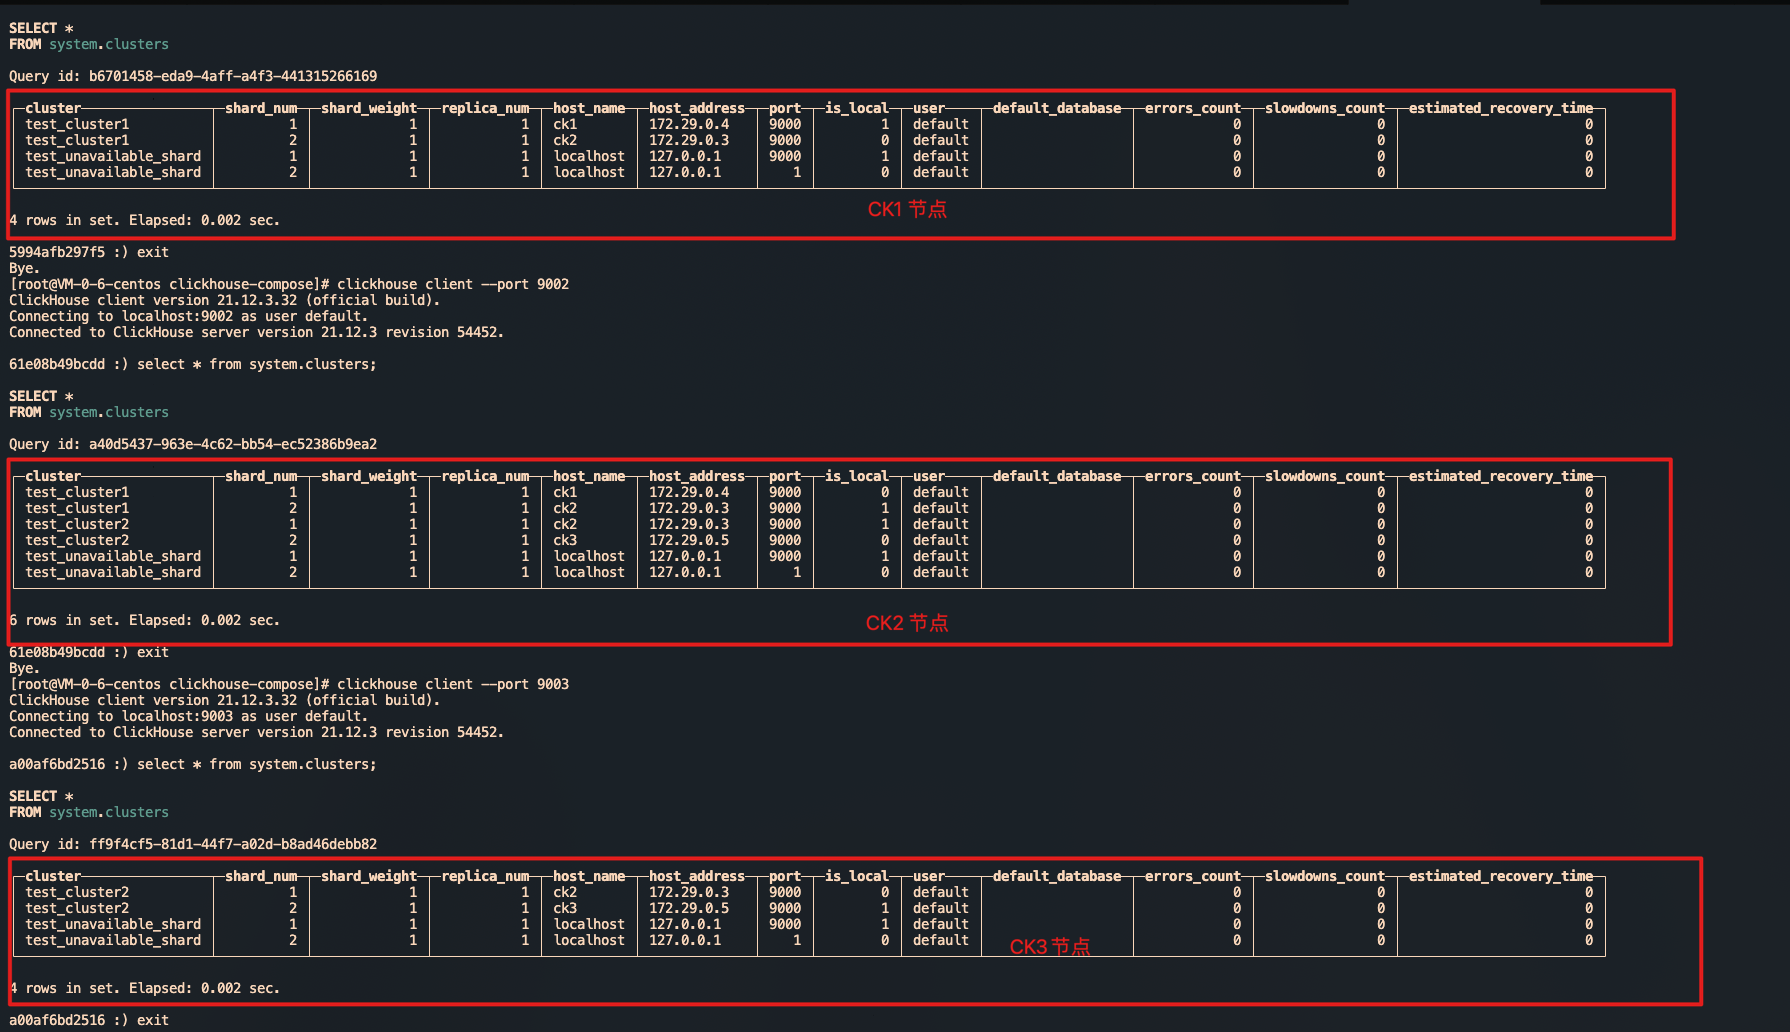 SELECT *
FROM system.clusters
Query id: b6701458-eda9-4aff-a4f3-441315266169
cluster shard_num shard_weight replica_num host_name host_address port is_local user default_database errors_count slowdowns_count estimated_recovery_time
test_cluster1 1 1 1 ck1 172.29.0.4 9000 1 default 0 0 0
test_cluster1 2 1 1 ck2 172.29.0.3 9000 0 default 0 0 0
test_unavailable_shard 1 1 1 localhost 127.0.0.1 9000 1 default 0 0 0
test_unavailable_shard 2 1 1 localhost 127.0.0.1 1 0 default 0 0 0
CK1 节点
4 rows in set. Elapsed: 0.002 sec.
5994afb297f5 :) exit
Bye.
[root@VM-0-6-centos clickhouse-compose]# clickhouse client --port 9002
ClickHouse client version 21.12.3.32 (official build).
Connecting to localhost:9002 as user default.
Connected to ClickHouse server version 21.12.3 revision 54452.
61e08b49bcdd :) select * from system.clusters;
SELECT *
FROM system.clusters
Query id: a40d5437-963e-4c62-bb54-ec52386b9ea2
cluster shard_num shard_weight replica_num host_name host_address port is_local user default_database errors_count slowdowns_count estimated_recovery_time
test_cluster1 1 1 1 ck1 172.29.0.4 9000 0 default 0 0 0
test_cluster1 2 1 1 ck2 172.29.0.3 9000 1 default 0 0 0
test_cluster2 1 1 1 ck2 172.29.0.3 9000 1 default 0 0 0
test_cluster2 2 1 1 ck3 172.29.0.5 9000 0 default 0 0 0
test_unavailable_shard 1 1 1 localhost 127.0.0.1 9000 1 default 0 0 0
test_unavailable_shard 2 1 1 localhost 127.0.0.1 1 0 default 0 0 0
6 rows in set. Elapsed: 0.002 sec.
CK2 节点
61e08b49bcdd :) exit
Bye.
[root@VM-0-6-centos clickhouse-compose]# clickhouse client --port 9003
ClickHouse client version 21.12.3.32 (official build).
Connecting to localhost:9003 as user default.
Connected to ClickHouse server version 21.12.3 revision 54452.
a00af6bd2516 :) select * from system.clusters;
SELECT *
FROM system.clusters
Query id: ff9f4cf5-81d1-44f7-a02d-b8ad46debb82
cluster shard_num shard_weight replica_num host_name host_address port is_local user default_database errors_count slowdowns_count estimated_recovery_time
test_cluster2 1 1 1 ck2 172.29.0.3 9000 0 default 0 0 0
test_cluster2 2 1 1 ck3 172.29.0.5 9000 1 default 0 0 0
test_unavailable_shard 1 1 1 localhost 127.0.0.1 9000 1 default 0 0 0
test_unavailable_shard 2 1 1 localhost 127.0.0.1 1 0 default 0 0 0
CK3 节点
4 rows in set. Elapsed: 0.002 sec.
a00af6bd2516 :) exit